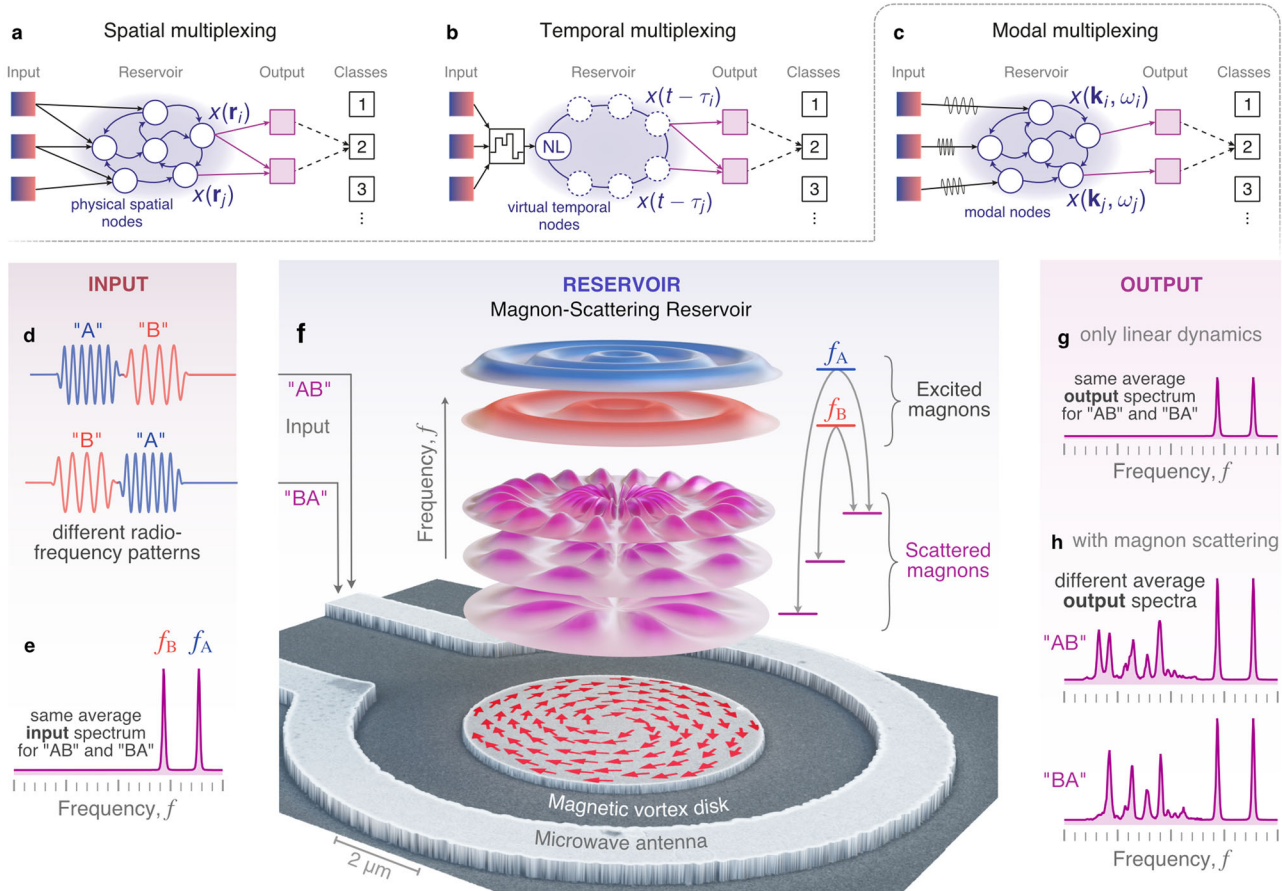 a
Spatial multiplexing
Input
Reservoir
Output
Classes
x(r_i)
x(r_j)
physical spatial
nodes
1
2
3
⋮
b
Temporal multiplexing
Input
Reservoir
Output
Classes
NL
x(t − τ_i)
x(t − τ_j)
virtual temporal
nodes
1
2
3
⋮
c
Modal multiplexing
Input
Reservoir
Output
Classes
x(k_i, ω_i)
x(k_j, ω_j)
modal nodes
1
2
3
⋮
INPUT
d
"A"
"B"
"B"
"A"
different radio-
frequency patterns
e
f_B
f_A
same average
input spectrum
for "AB" and "BA"
Frequency, f
RESERVOIR
Magnon-Scattering Reservoir
f
"AB"
Input
"BA"
Frequency, f
f_A
f_B
Excited
magnons
Scattered
magnons
Magnetic vortex disk
Microwave antenna
2 μm
OUTPUT
g
only linear dynamics
same average
output spectrum
for "AB" and "BA"
Frequency, f
h
with magnon scattering
different average
output spectra
"AB"
"BA"
Frequency, f